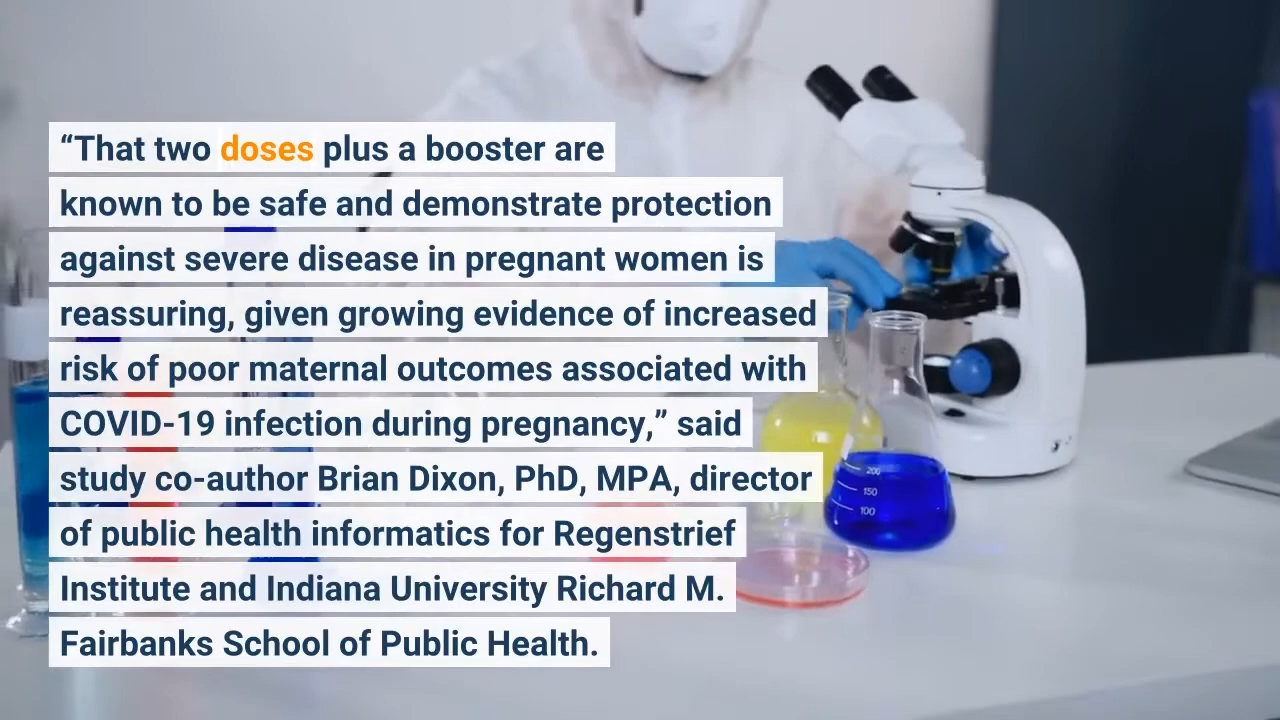 “That two doses plus a booster are
known to be safe and demonstrate protection
against severe disease in pregnant women is
reassuring, given growing evidence of increased
risk of poor maternal outcomes associated with
COVID-19 infection during pregnancy,” said
study co-author Brian Dixon, PhD, MPA, director
of public health informatics for Regenstrief
Institute and Indiana University Richard M.
Fairbanks School of Public Health.
200
150
100